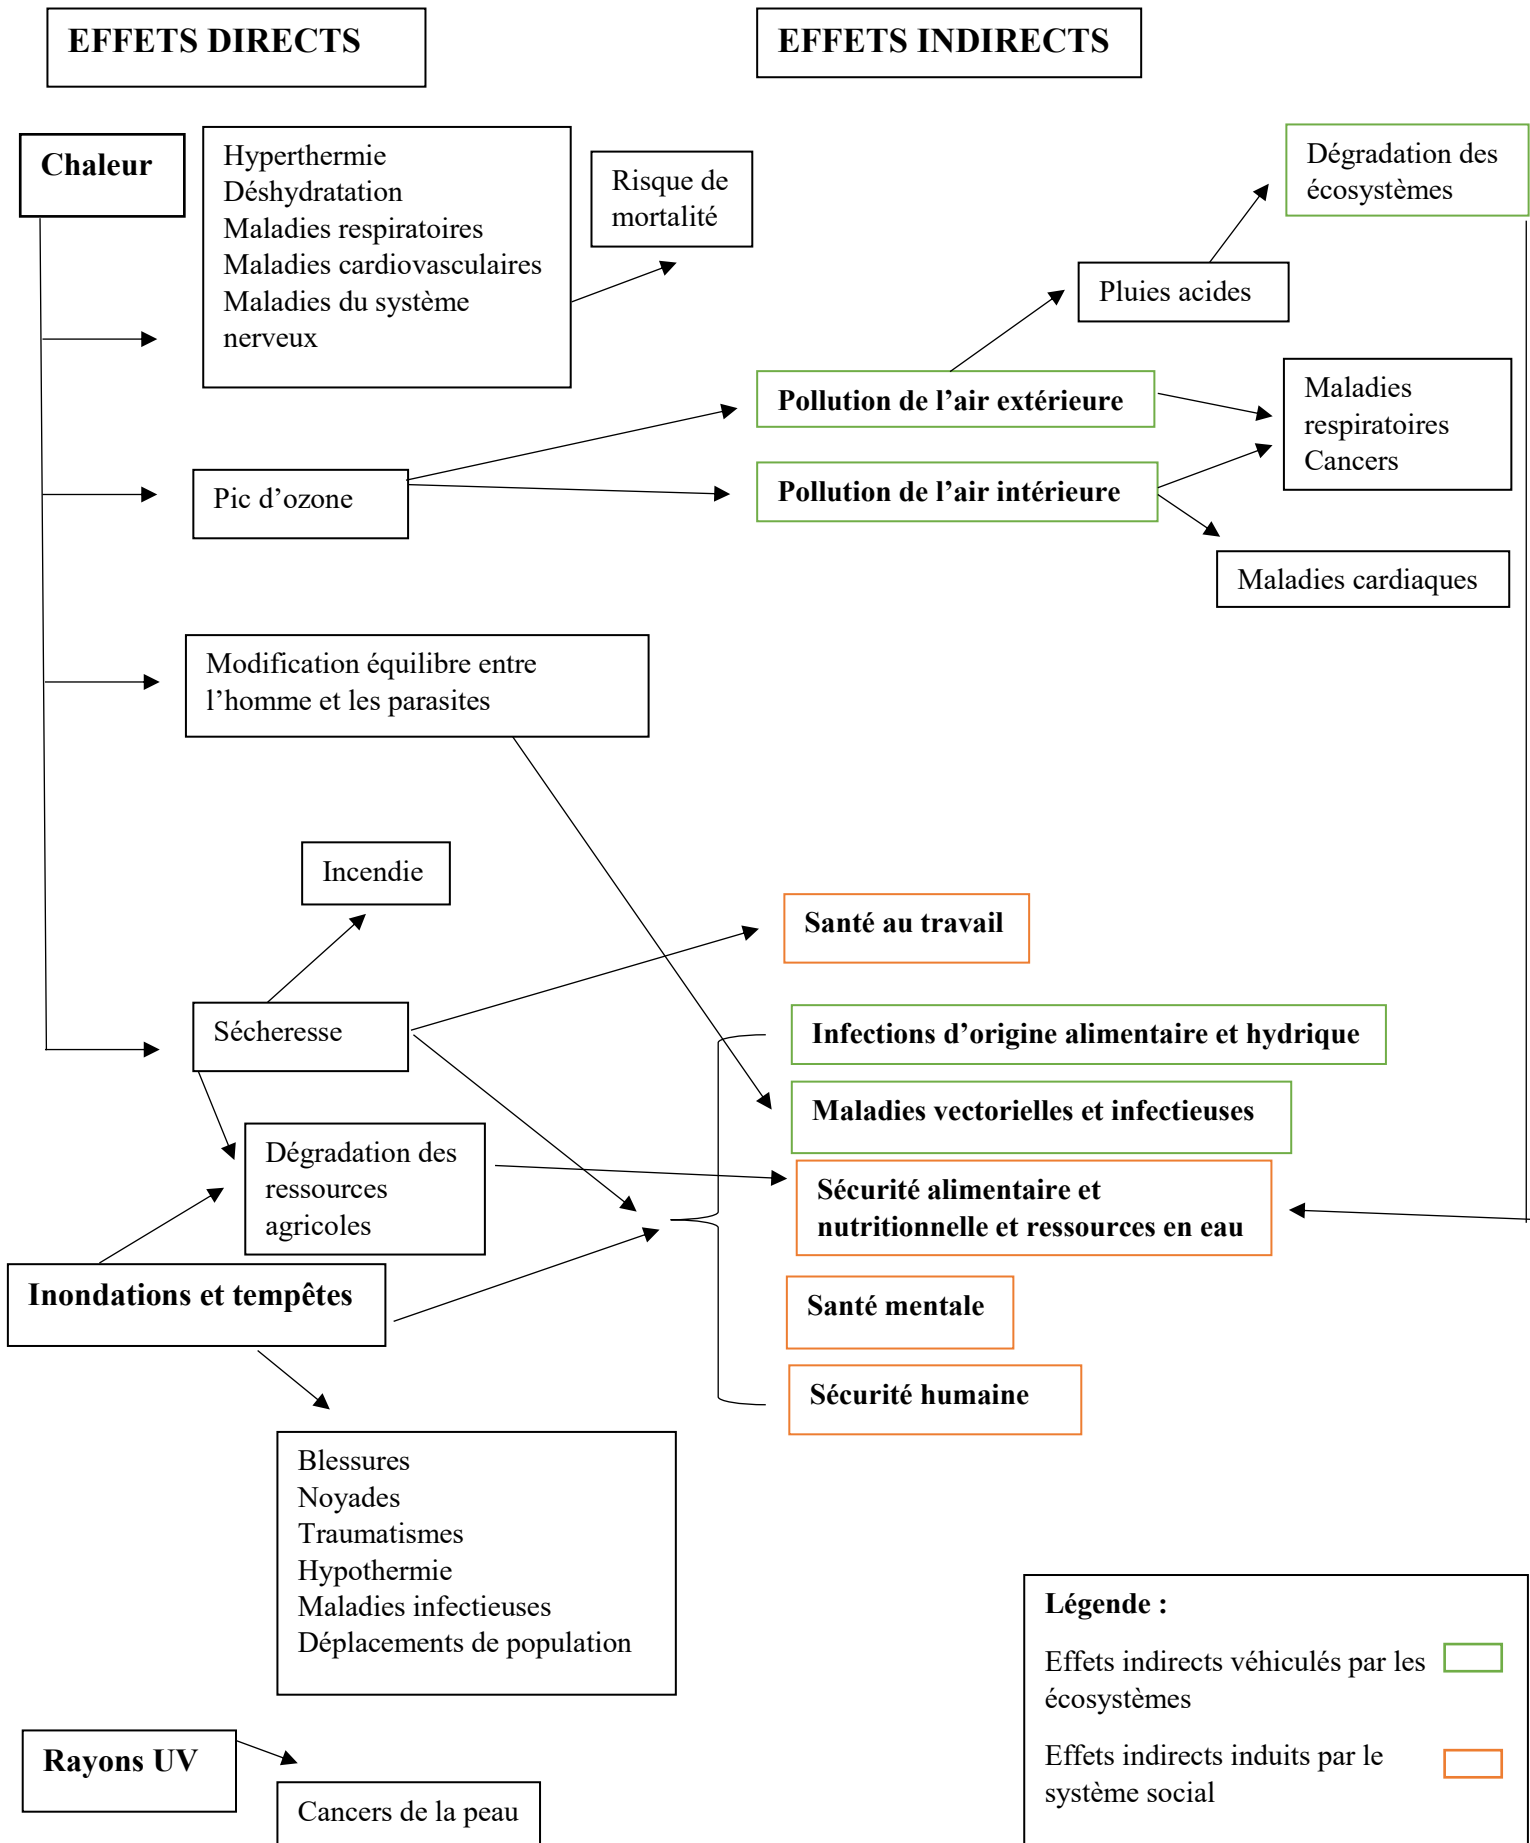 EFFETS DIRECTS
EFFETS INDIRECTS
Chaleur
Hyperthermie
Déshydratation
Maladies respiratoires
Maladies cardiovasculaires
Maladies du système
nerveux
Risque de
mortalité
Dégradation des
écosystèmes
Pluies acides
Pollution de l’air extérieure
Maladies
respiratoires
Cancers
Pic d’ozone
Pollution de l’air intérieure
Maladies cardiaques
Modification équilibre entre
l’homme et les parasites
Incendie
Santé au travail
Sécheresse
Infections d’origine alimentaire et hydrique
Maladies vectorielles et infectieuses
Dégradation des
ressources
agricoles
Sécurité alimentaire et
nutritionnelle et ressources en eau
Inondations et tempêtes
Santé mentale
Sécurité humaine
Blessures
Noyades
Traumatismes
Hypothermie
Maladies infectieuses
Déplacements de population
Légende :
Effets indirects véhiculés par les
écosystèmes
Effets indirects induits par le
système social
Rayons UV
Cancers de la peau